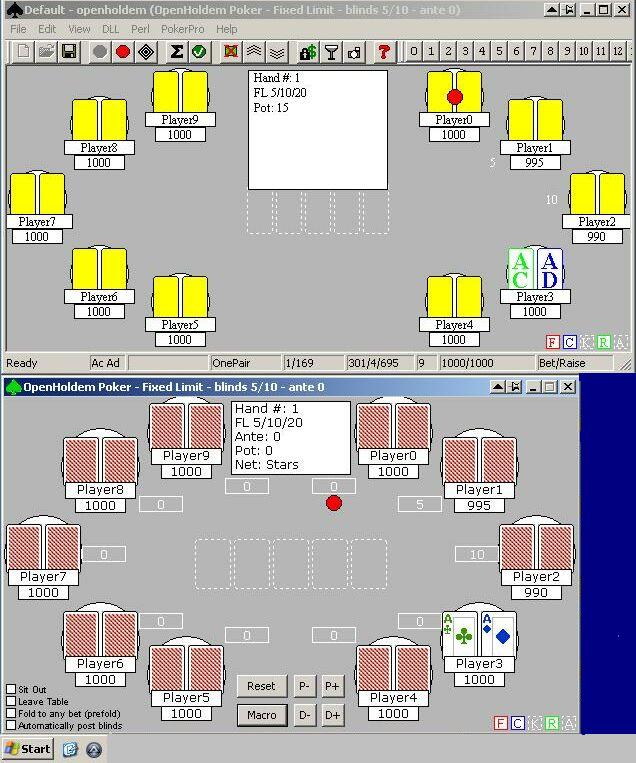 Default - openholdem (OpenHoldem Poker - Fixed Limit - blinds 5/10 - ante 0)
File Edit View DLL Perl PokerPro Help
Σ $ ? 0 1 2 3 4 5 6 7 8 9 10 11 12
Hand #: 1
FL 5/10/20
Pot: 15
Player9
1000
Player0
1000
Player8
1000
Player1
995
5
Player7
1000
10
Player2
990
Player6
1000
A A
C D
Player3
1000
Player5
1000
Player4
1000
F C K R A
Ready Ac Ad OnePair 1/169 301/4/695 9 1000/1000 Bet/Raise
OpenHoldem Poker - Fixed Limit - blinds 5/10 - ante 0
Hand #: 1
FL 5/10/20
Ante: 0
Pot: 0
Net: Stars
Player9
1000
Player0
1000
Player8
1000
Player1
995
0 0
0 5
Player7
1000
0
10
Player2
990
0 0
0 0
Player6
1000
A A
Player3
1000
Player5
1000
Player4
1000
Reset P- P+
Macro D- D+
Sit Out
Leave Table
Fold to any bet (prefold)
Automatically post blinds
F C K R A
Start